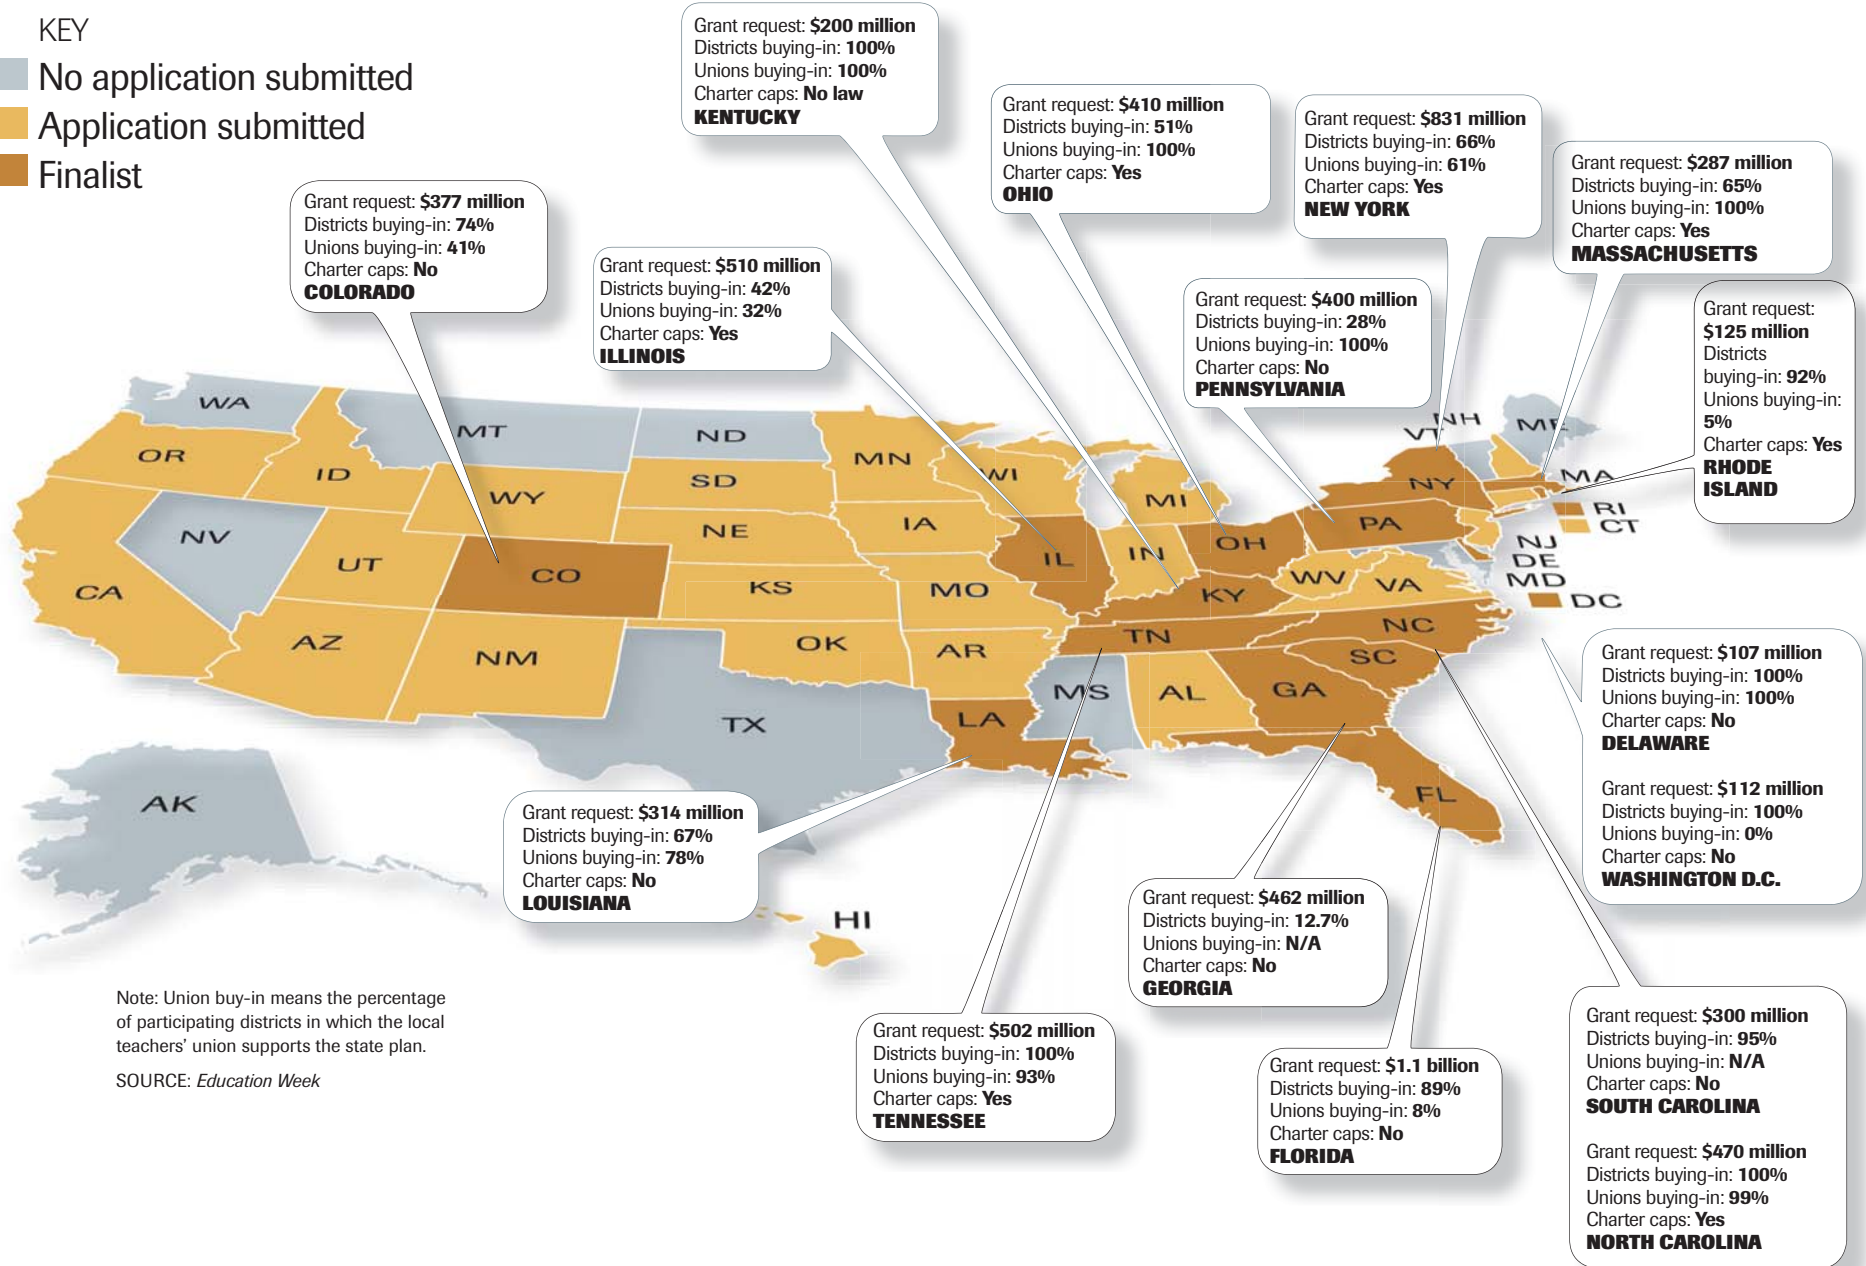 KEY
No application submitted
Application submitted
Finalist
Grant request: $200 million
Districts buying-in: 100%
Unions buying-in: 100%
Charter caps: No law
KENTUCKY
Grant request: $410 million
Districts buying-in: 51%
Unions buying-in: 100%
Charter caps: Yes
OHIO
Grant request: $831 million
Districts buying-in: 66%
Unions buying-in: 61%
Charter caps: Yes
NEW YORK
Grant request: $287 million
Districts buying-in: 65%
Unions buying-in: 100%
Charter caps: Yes
MASSACHUSETTS
Grant request: $377 million
Districts buying-in: 74%
Unions buying-in: 41%
Charter caps: No
COLORADO
Grant request: $510 million
Districts buying-in: 42%
Unions buying-in: 32%
Charter caps: Yes
ILLINOIS
Grant request: $400 million
Districts buying-in: 28%
Unions buying-in: 100%
Charter caps: No
PENNSYLVANIA
Grant request:
$125 million
Districts
buying-in: 92%
Unions buying-in:
5%
Charter caps: Yes
RHODE
ISLAND
WA
MT
ND
OR
ID
WY
SD
MN
WI
MI
NH
VT
ME
NY
MA
RI
CT
NV
UT
CO
NE
IA
IL
IN
OH
PA
NJ
DE
MD
DC
CA
AZ
NM
KS
MO
KY
WV
VA
OK
AR
TN
NC
SC
TX
LA
MS
AL
GA
FL
AK
HI
Grant request: $107 million
Districts buying-in: 100%
Unions buying-in: 100%
Charter caps: No
DELAWARE
Grant request: $112 million
Districts buying-in: 100%
Unions buying-in: 0%
Charter caps: No
WASHINGTON D.C.
Grant request: $314 million
Districts buying-in: 67%
Unions buying-in: 78%
Charter caps: No
LOUISIANA
Grant request: $462 million
Districts buying-in: 12.7%
Unions buying-in: N/A
Charter caps: No
GEORGIA
Grant request: $502 million
Districts buying-in: 100%
Unions buying-in: 93%
Charter caps: Yes
TENNESSEE
Grant request: $1.1 billion
Districts buying-in: 89%
Unions buying-in: 8%
Charter caps: No
FLORIDA
Grant request: $300 million
Districts buying-in: 95%
Unions buying-in: N/A
Charter caps: No
SOUTH CAROLINA
Grant request: $470 million
Districts buying-in: 100%
Unions buying-in: 99%
Charter caps: Yes
NORTH CAROLINA
Note: Union buy-in means the percentage
of participating districts in which the local
teachers' union supports the state plan.
SOURCE: Education Week